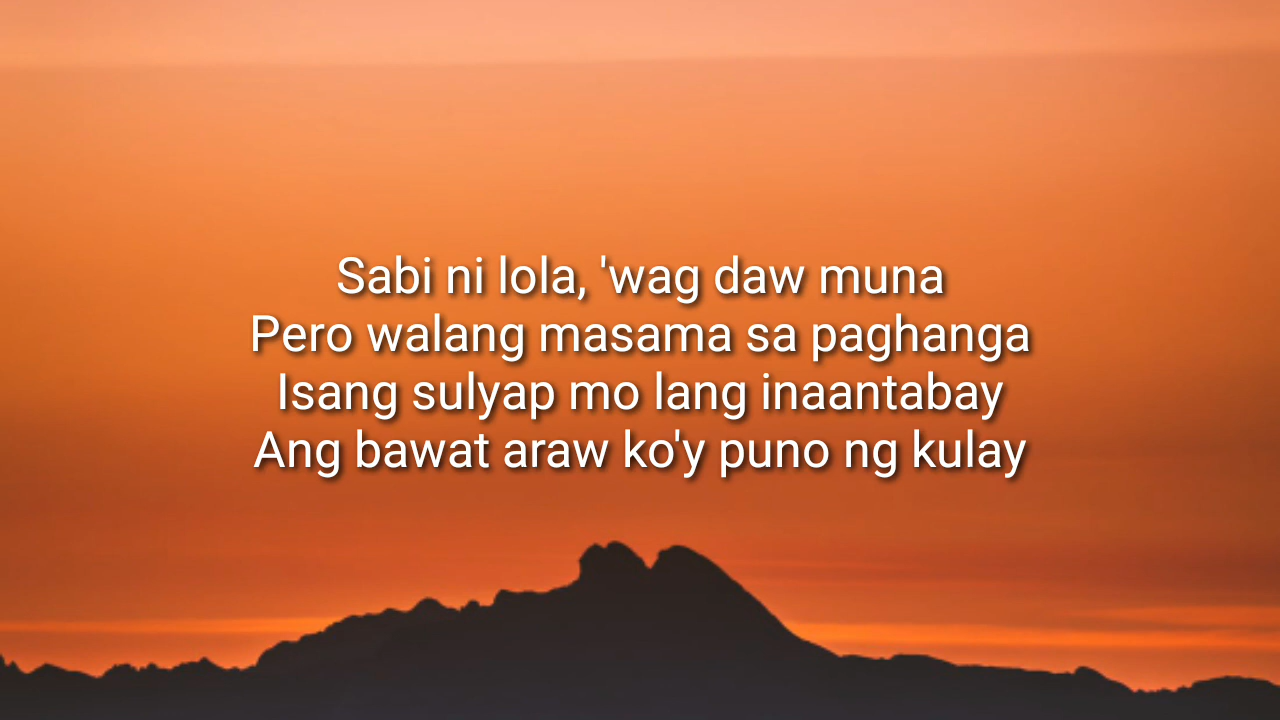 Sabi ni lola, 'wag daw muna
Pero walang masama sa paghanga
Isang sulyap mo lang inaantabay
Ang bawat araw ko'y puno ng kulay